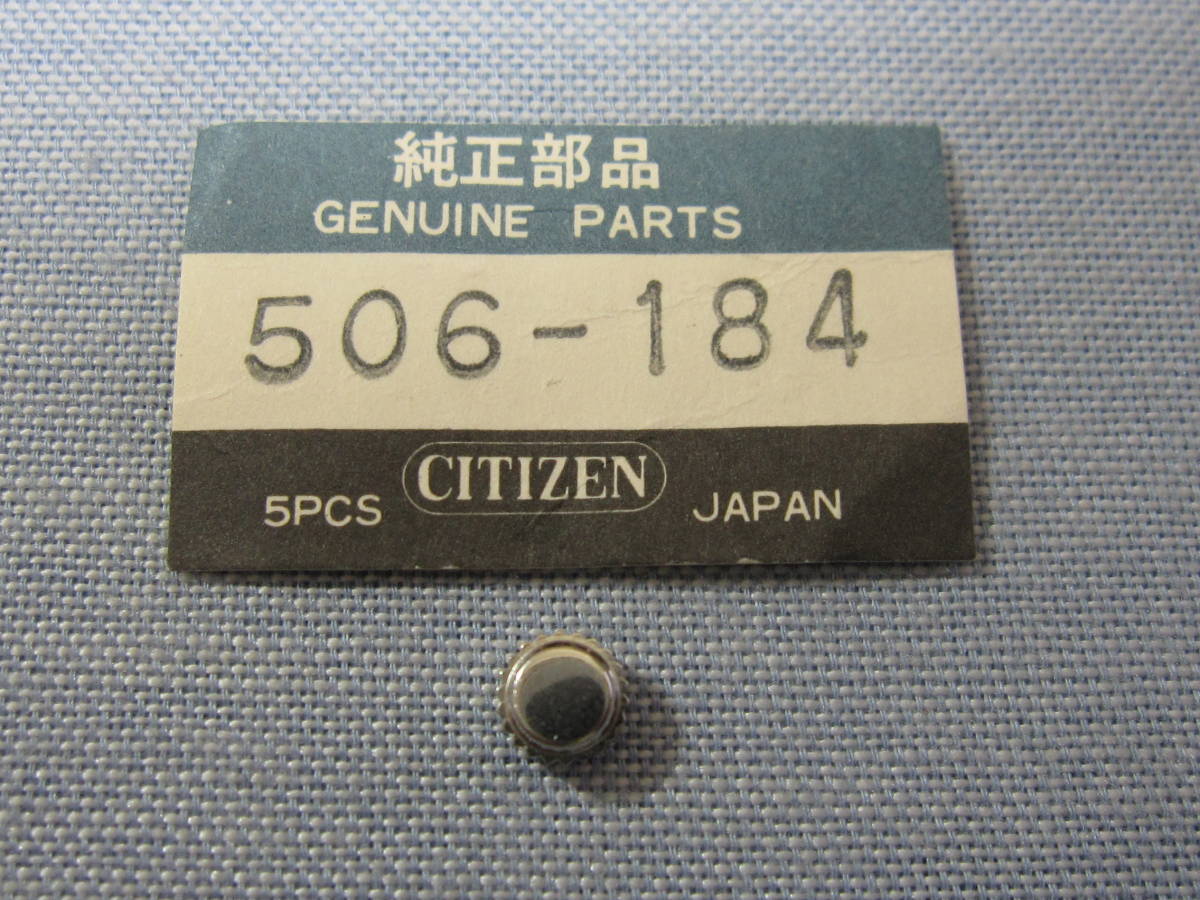 純正部品
GENUINE PARTS
506-184
5PCS CITIZEN JAPAN